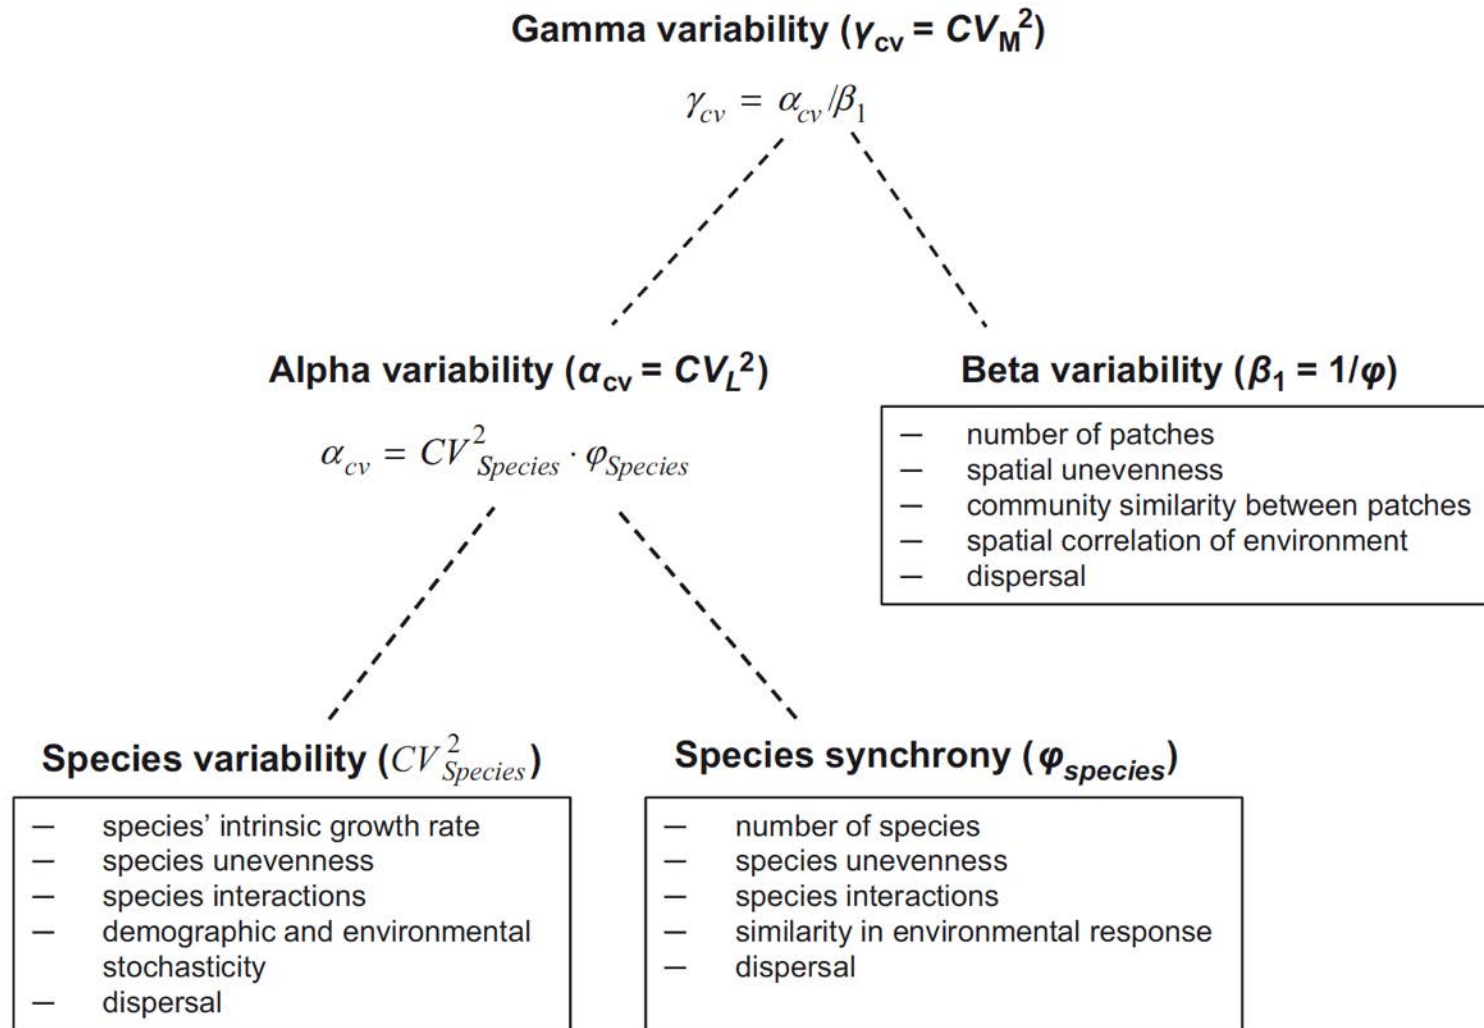 Gamma variability (γcv = CVM²)
γcv = αcv/β1
Alpha variability (αcv = CVL²)
Beta variability (β1 = 1/φ)
αcv = CV²Species · φSpecies
– number of patches
– spatial unevenness
– community similarity between patches
– spatial correlation of environment
– dispersal
Species variability (CV²Species)
– species' intrinsic growth rate
– species unevenness
– species interactions
– demographic and environmental
stochasticity
– dispersal
Species synchrony (φspecies)
– number of species
– species unevenness
– species interactions
– similarity in environmental response
– dispersal